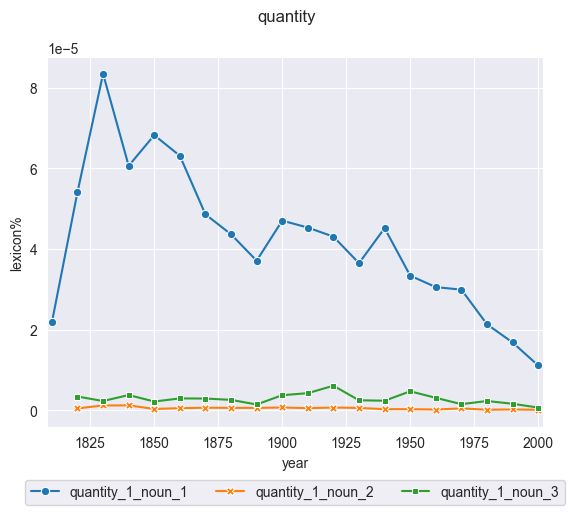 quantity
1e−5
8
6
4
2
0
lexicon%
1825 1850 1875 1900 1925 1950 1975 2000
year
quantity_1_noun_1 quantity_1_noun_2 quantity_1_noun_3